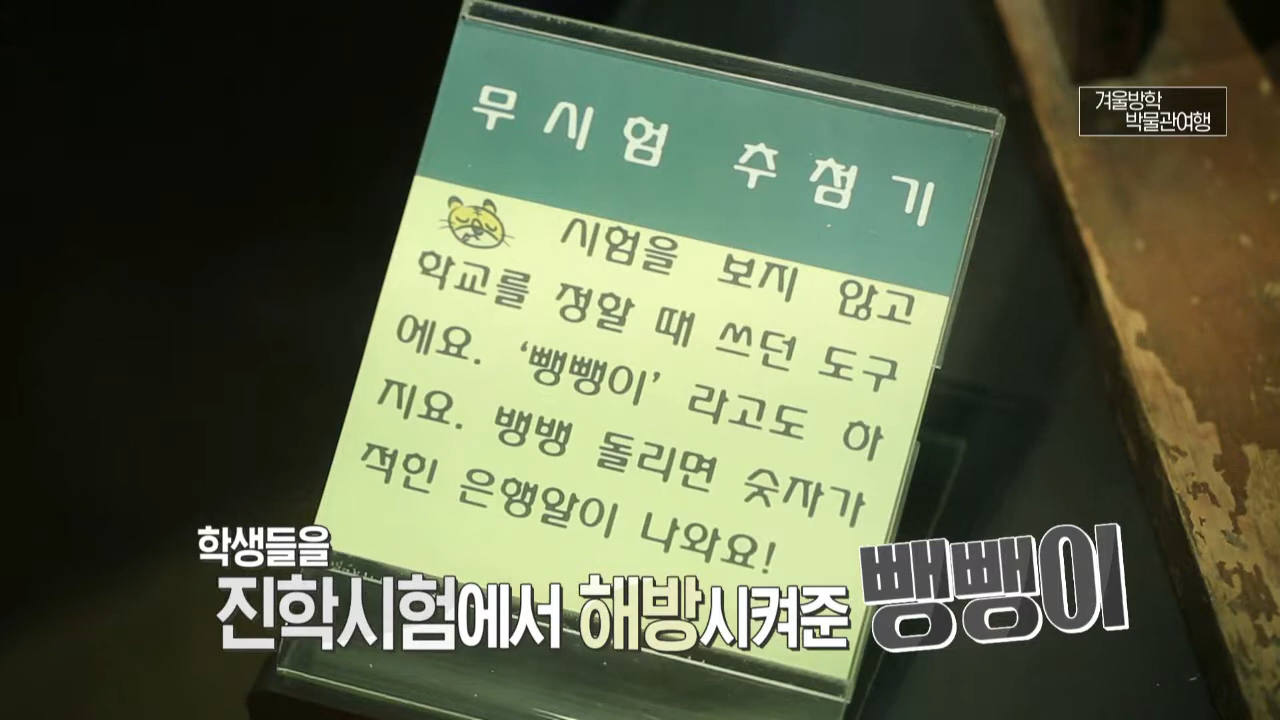 겨울방학
박물관여행
무시험 추첨기
시험을 보지 않고
학교를 정할 때 쓰던 도구
에요. ‘뺑뺑이’ 라고도 하
지요. 뱅뱅 돌리면 숫자가
적힌 은행알이 나와요!
학생들을
진학시험에서 해방시켜준 뺑뺑이